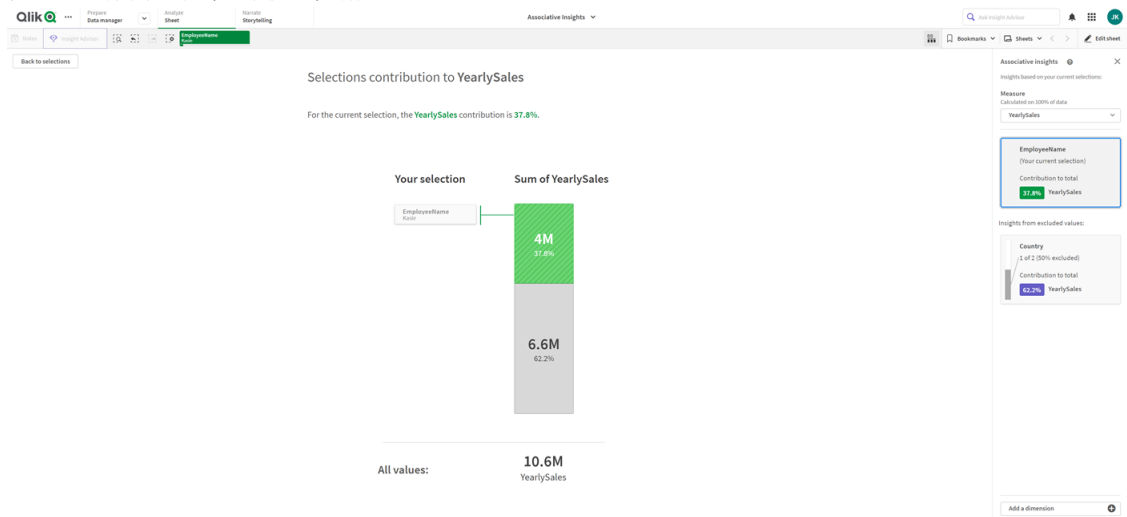 Qlik
Prepare
Data manager
Analyze
Sheet
Narrate
Storytelling
Associative Insights
Ask Insight Advisor
JK
Notes
Insight Advisor
EmployeeName
Kasie
Bookmarks
Sheets
Edit sheet
Back to selections
Selections contribution to YearlySales
For the current selection, the YearlySales contribution is 37.8%.
Your selection
Sum of YearlySales
EmployeeName
Kasie
4M
37.8%
6.6M
62.2%
All values:
10.6M
YearlySales
Associative insights
Insights based on your current selections:
Measure
Calculated on 100% of data
YearlySales
EmployeeName
(Your current selection)
Contribution to total
37.8% YearlySales
Insights from excluded values:
Country
1 of 2 (50% excluded)
Contribution to total
62.2% YearlySales
Add a dimension